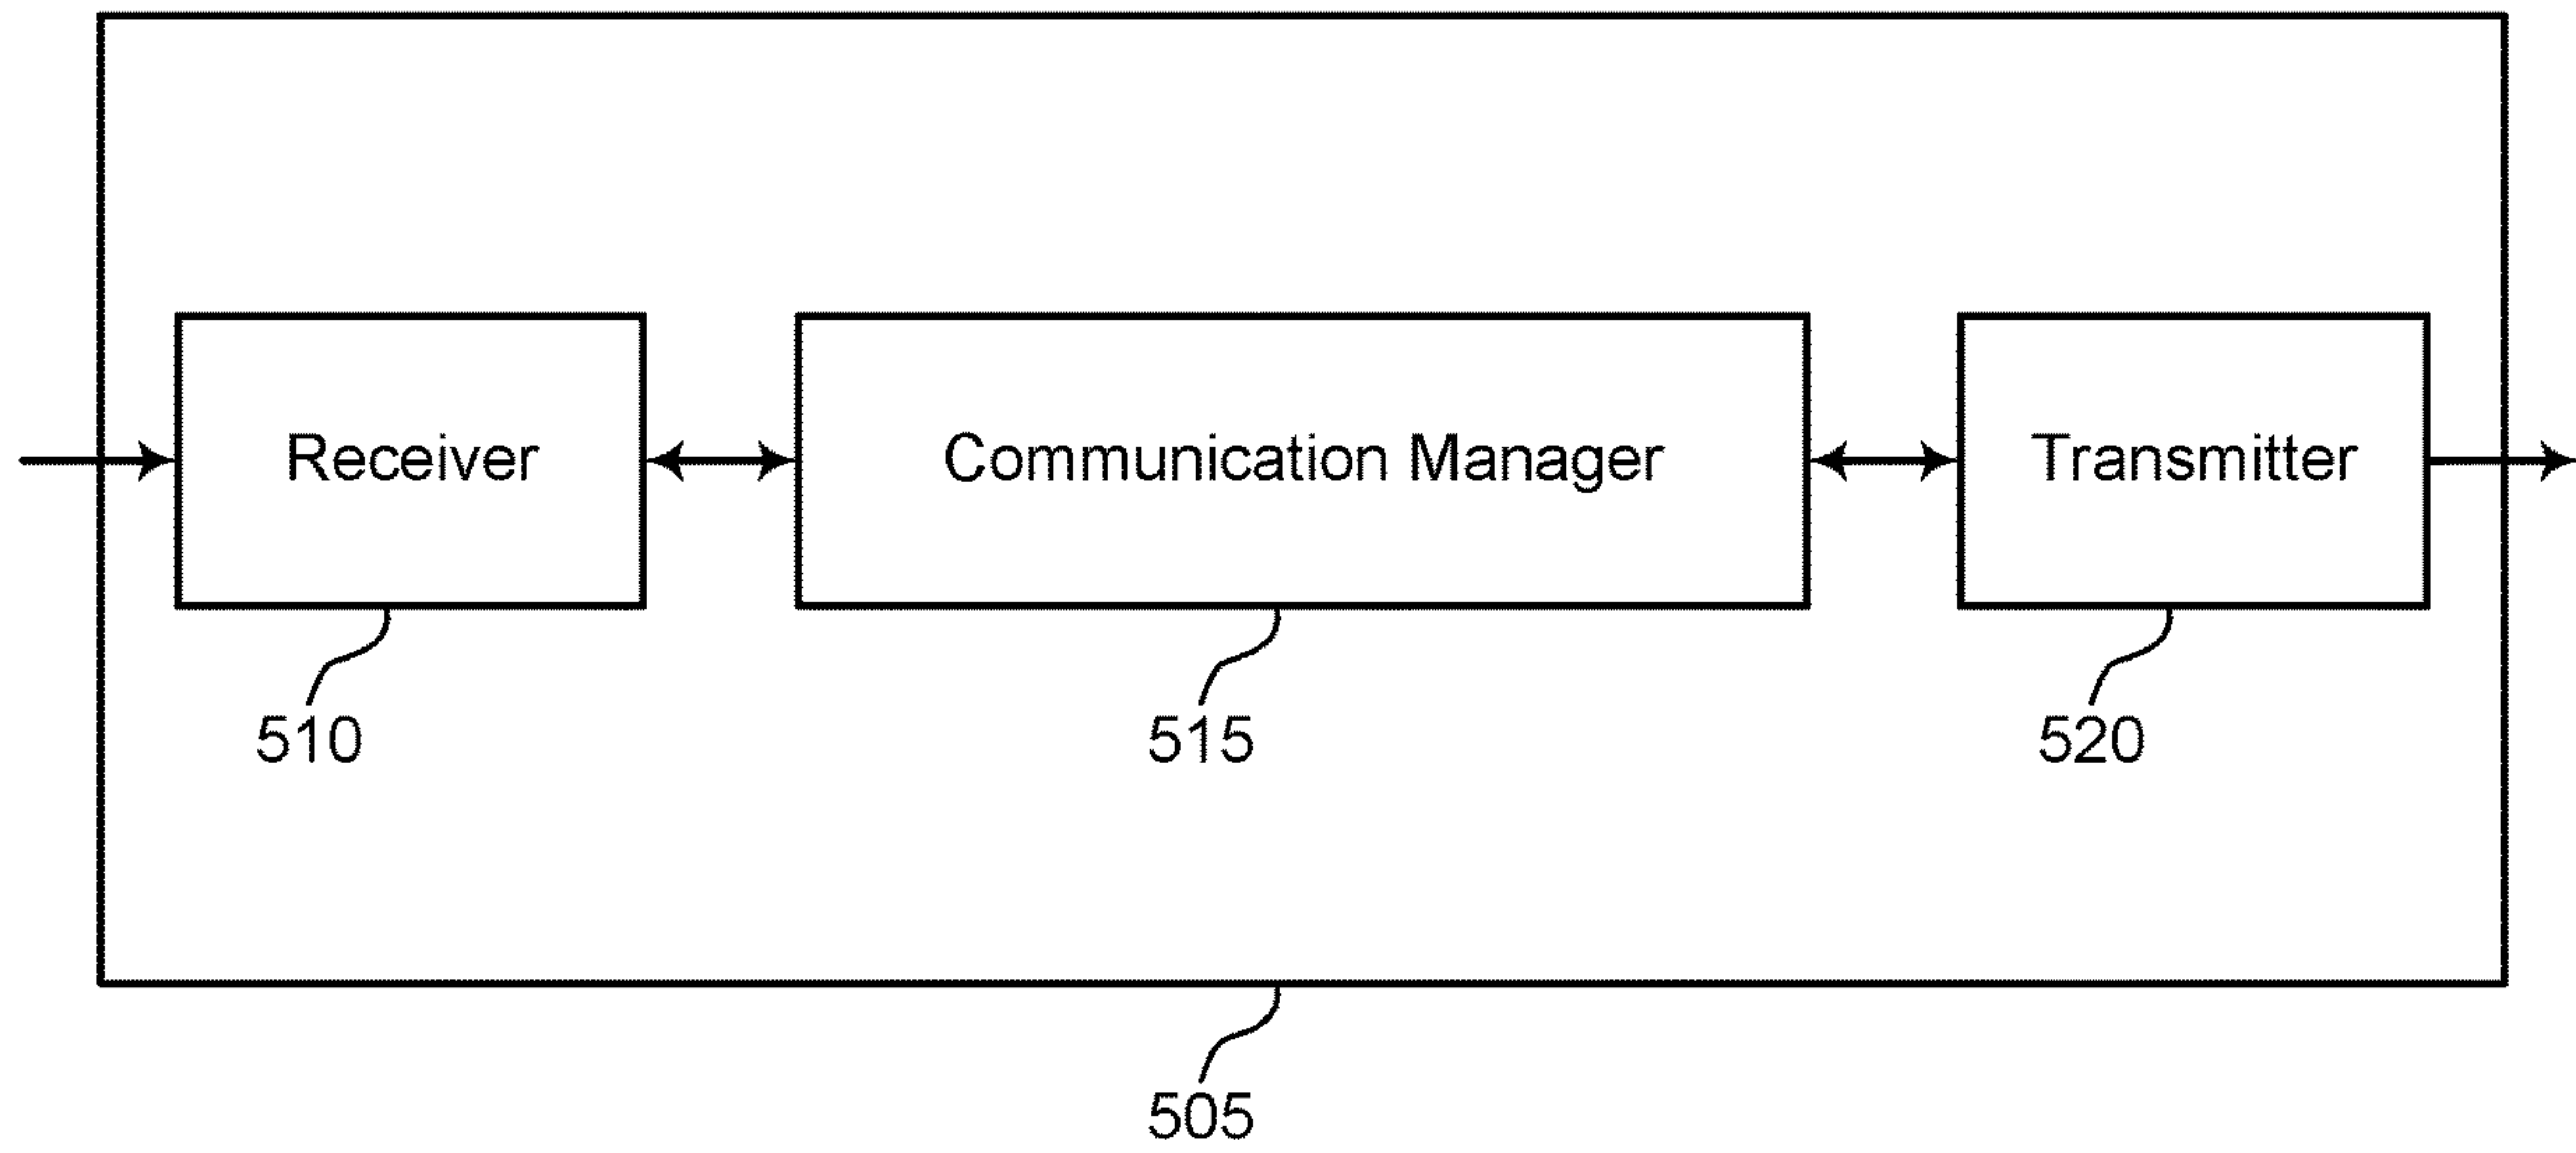 Receiver
Communication Manager
Transmitter
510
515
520
505